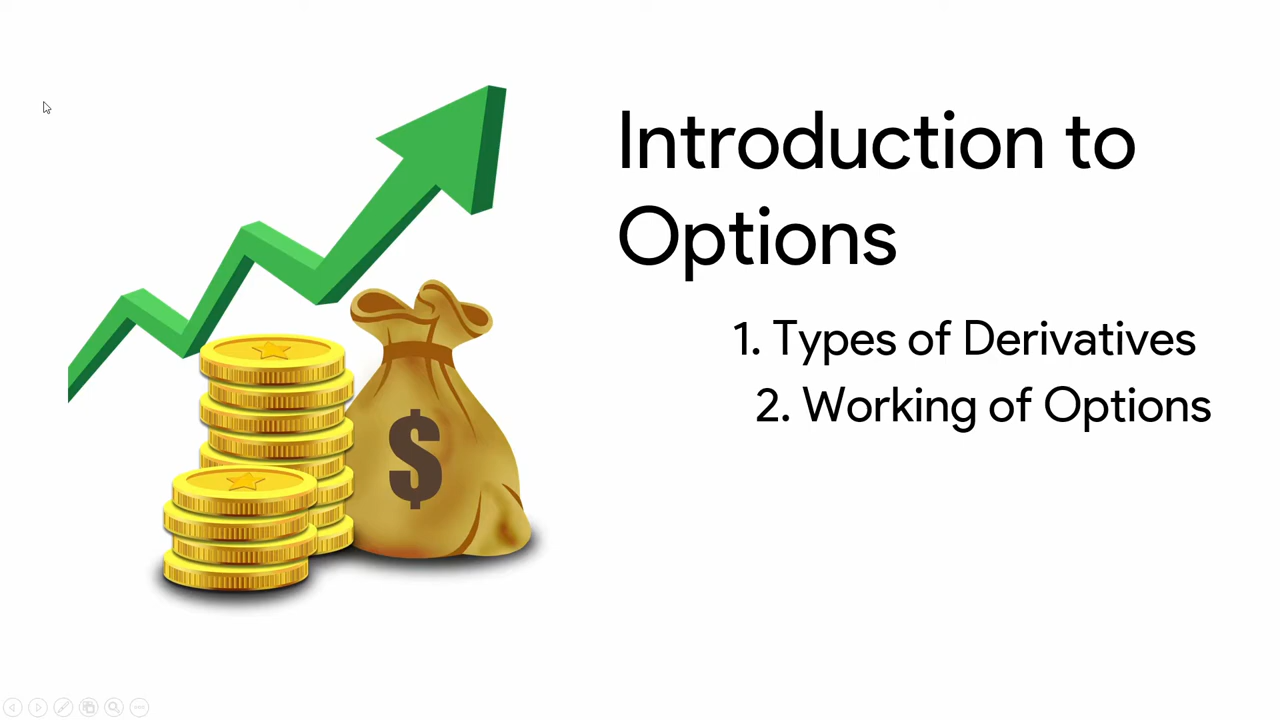 Introduction to
Options
1. Types of Derivatives
2. Working of Options
$